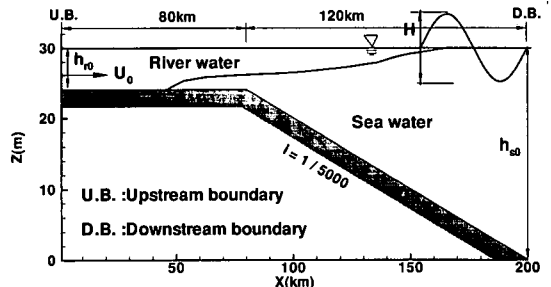 U.B. 80km 120km D.B.
H
30
h_r0 River water
U_0
Sea water
20
h_s0
Z(m)
I = 1 / 5000
10
U.B. :Upstream boundary
D.B. :Downstream boundary
0
50 100 150 200
X(km)